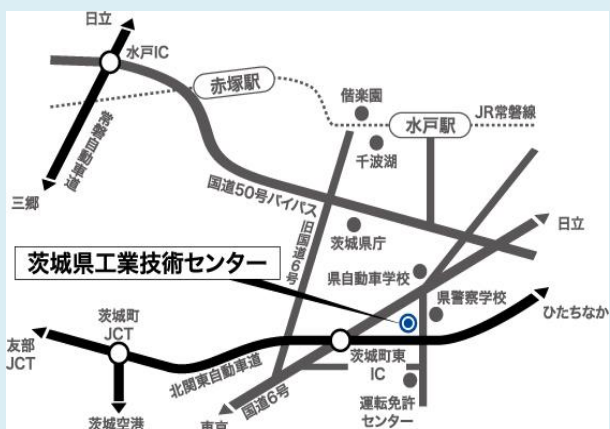 日立
水戸IC
赤塚駅
偕楽園
水戸駅
JR常磐線
千波湖
常磐自動車道
三郷
国道50号バイパス
旧国道6号
茨城県庁
日立
茨城県工業技術センター
県自動車学校
県警察学校
ひたちなか
茨城町
JCT
友部
JCT
北関東自動車道
茨城町東
IC
国道6号
運転免許
センター
茨城空港
東京